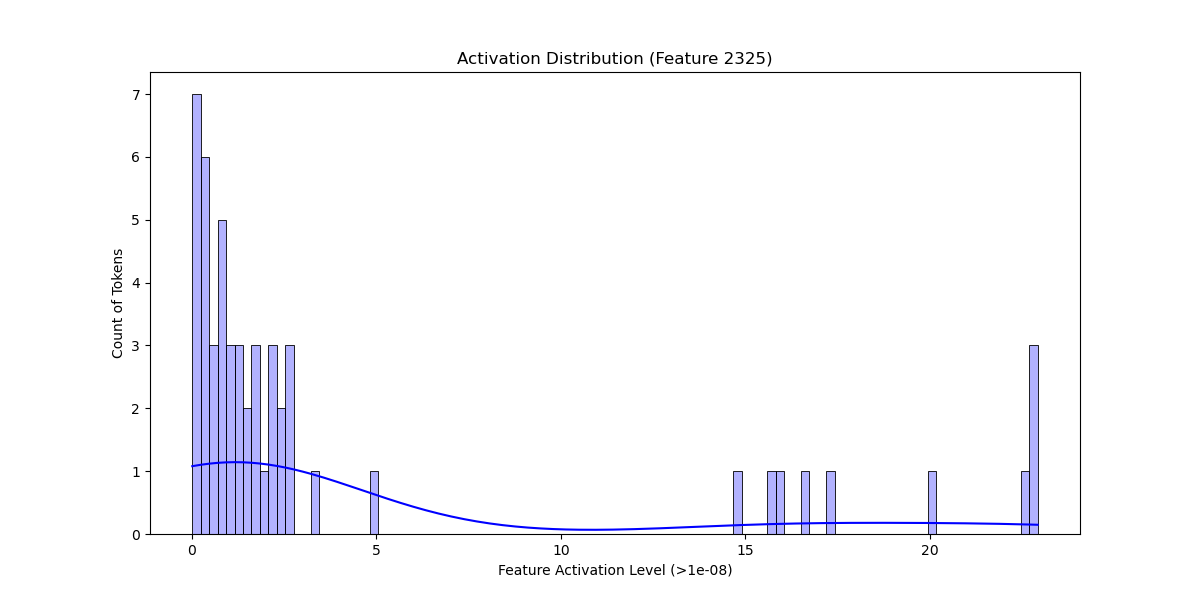 Activation Distribution (Feature 2325)
7
6
5
4
3
2
1
0
Count of Tokens
0 5 10 15 20
Feature Activation Level (>1e-08)